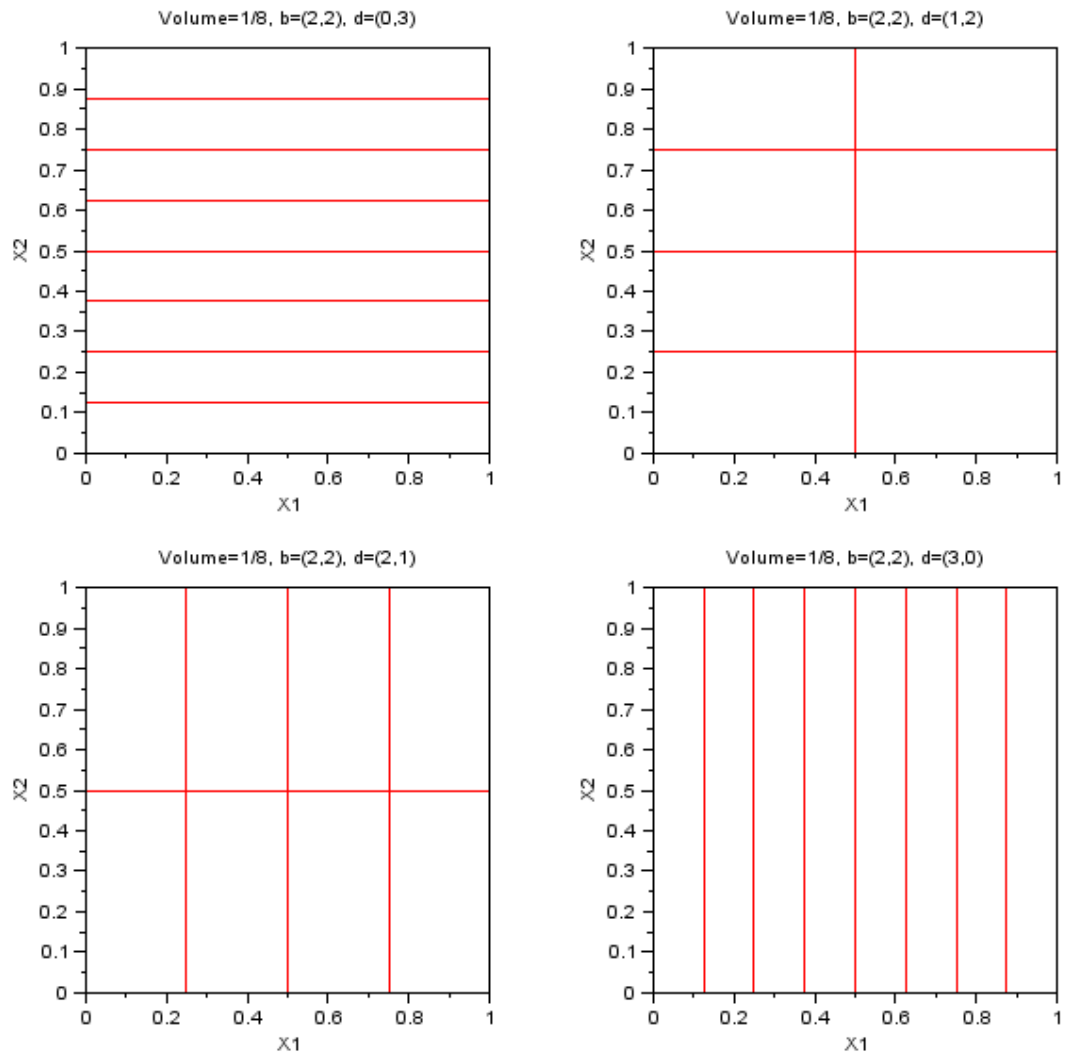 Volume=1/8, b=(2,2), d=(0,3)
1
0.9
0.8
0.7
0.6
0.5
0.4
0.3
0.2
0.1
0
X2
0 0.2 0.4 0.6 0.8 1
X1
Volume=1/8, b=(2,2), d=(1,2)
1
0.9
0.8
0.7
0.6
0.5
0.4
0.3
0.2
0.1
0
X2
0 0.2 0.4 0.6 0.8 1
X1
Volume=1/8, b=(2,2), d=(2,1)
1
0.9
0.8
0.7
0.6
0.5
0.4
0.3
0.2
0.1
0
X2
0 0.2 0.4 0.6 0.8 1
X1
Volume=1/8, b=(2,2), d=(3,0)
1
0.9
0.8
0.7
0.6
0.5
0.4
0.3
0.2
0.1
0
X2
0 0.2 0.4 0.6 0.8 1
X1